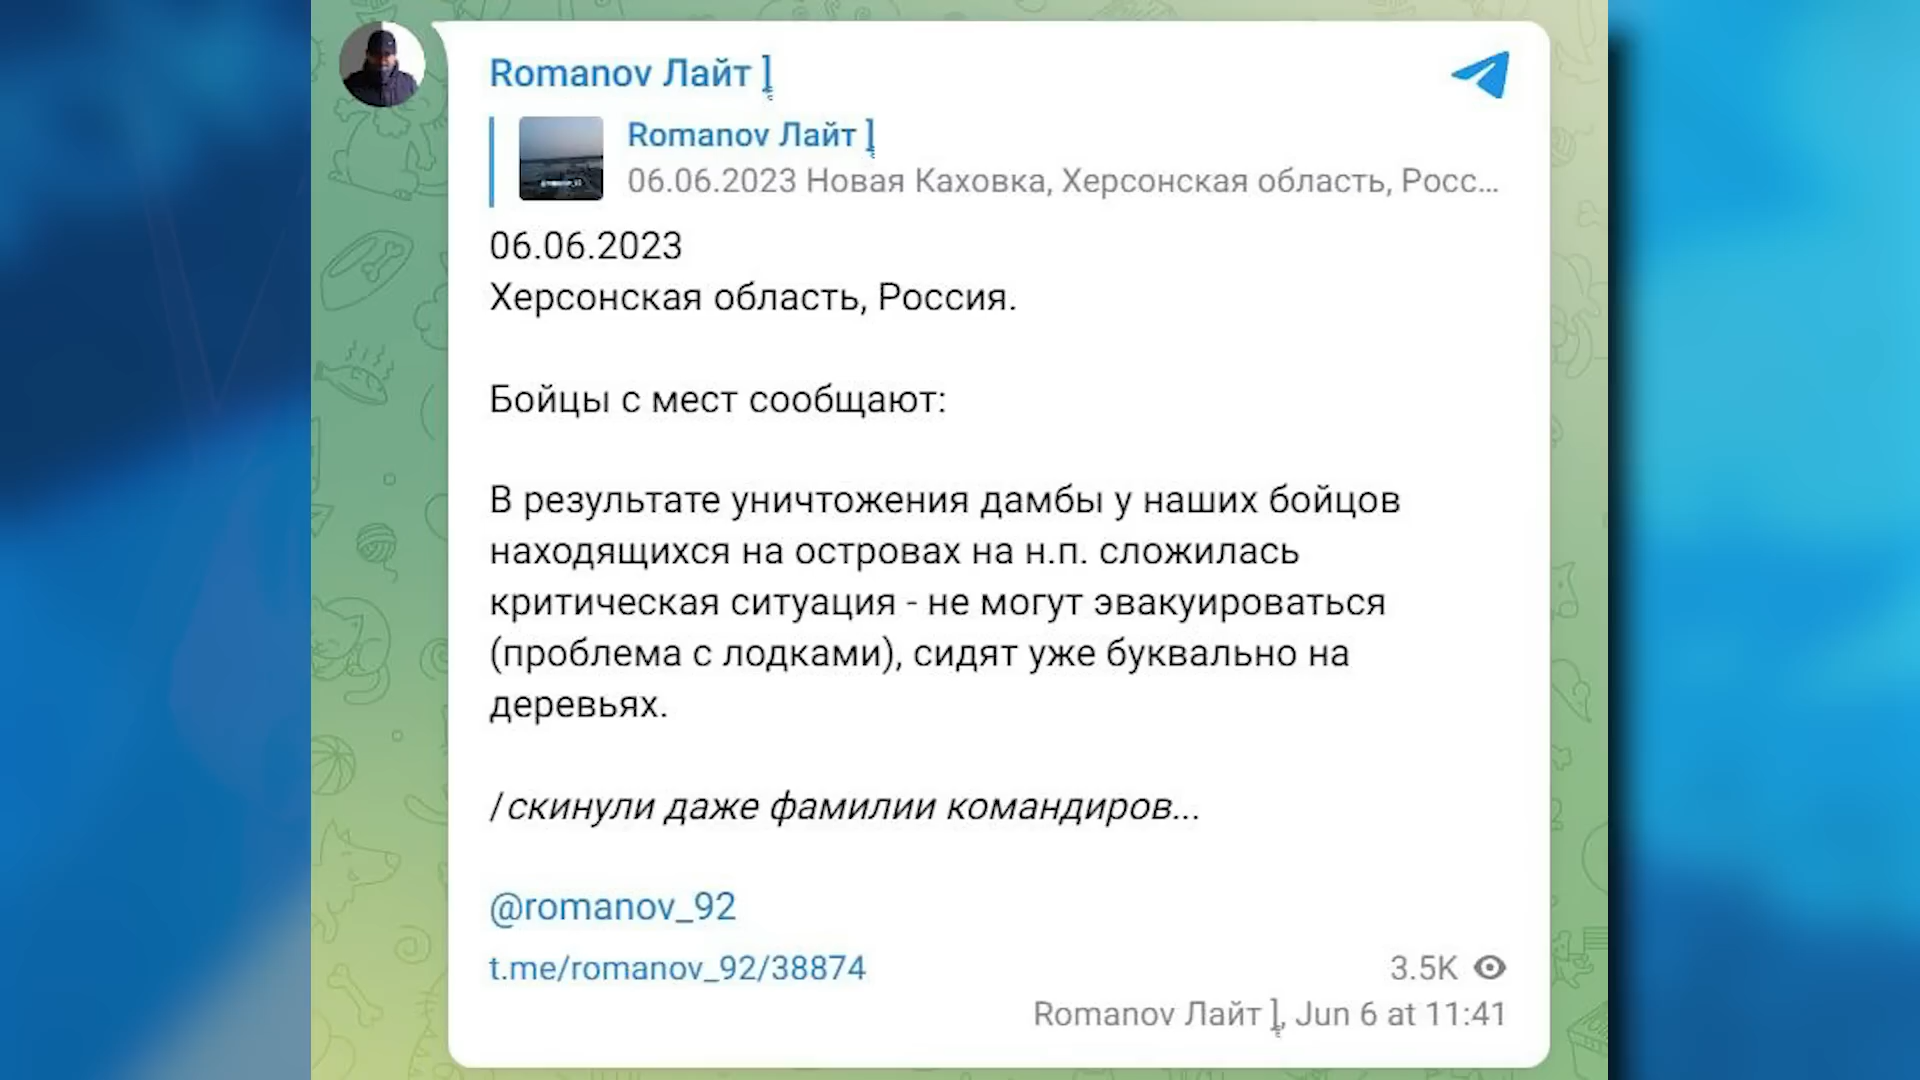 Romanov Лайт
Romanov Лайт
06.06.2023 Новая Каховка, Херсонская область, Росс...
06.06.2023
Херсонская область, Россия.
Бойцы с мест сообщают:
В результате уничтожения дамбы у наших бойцов
находящихся на островах на н.п. сложилась
критическая ситуация - не могут эвакуироваться
(проблема с лодками), сидят уже буквально на
деревьях.
/скинули даже фамилии командиров...
@romanov_92
t.me/romanov_92/38874
3.5K
Romanov Лайт , Jun 6 at 11:41